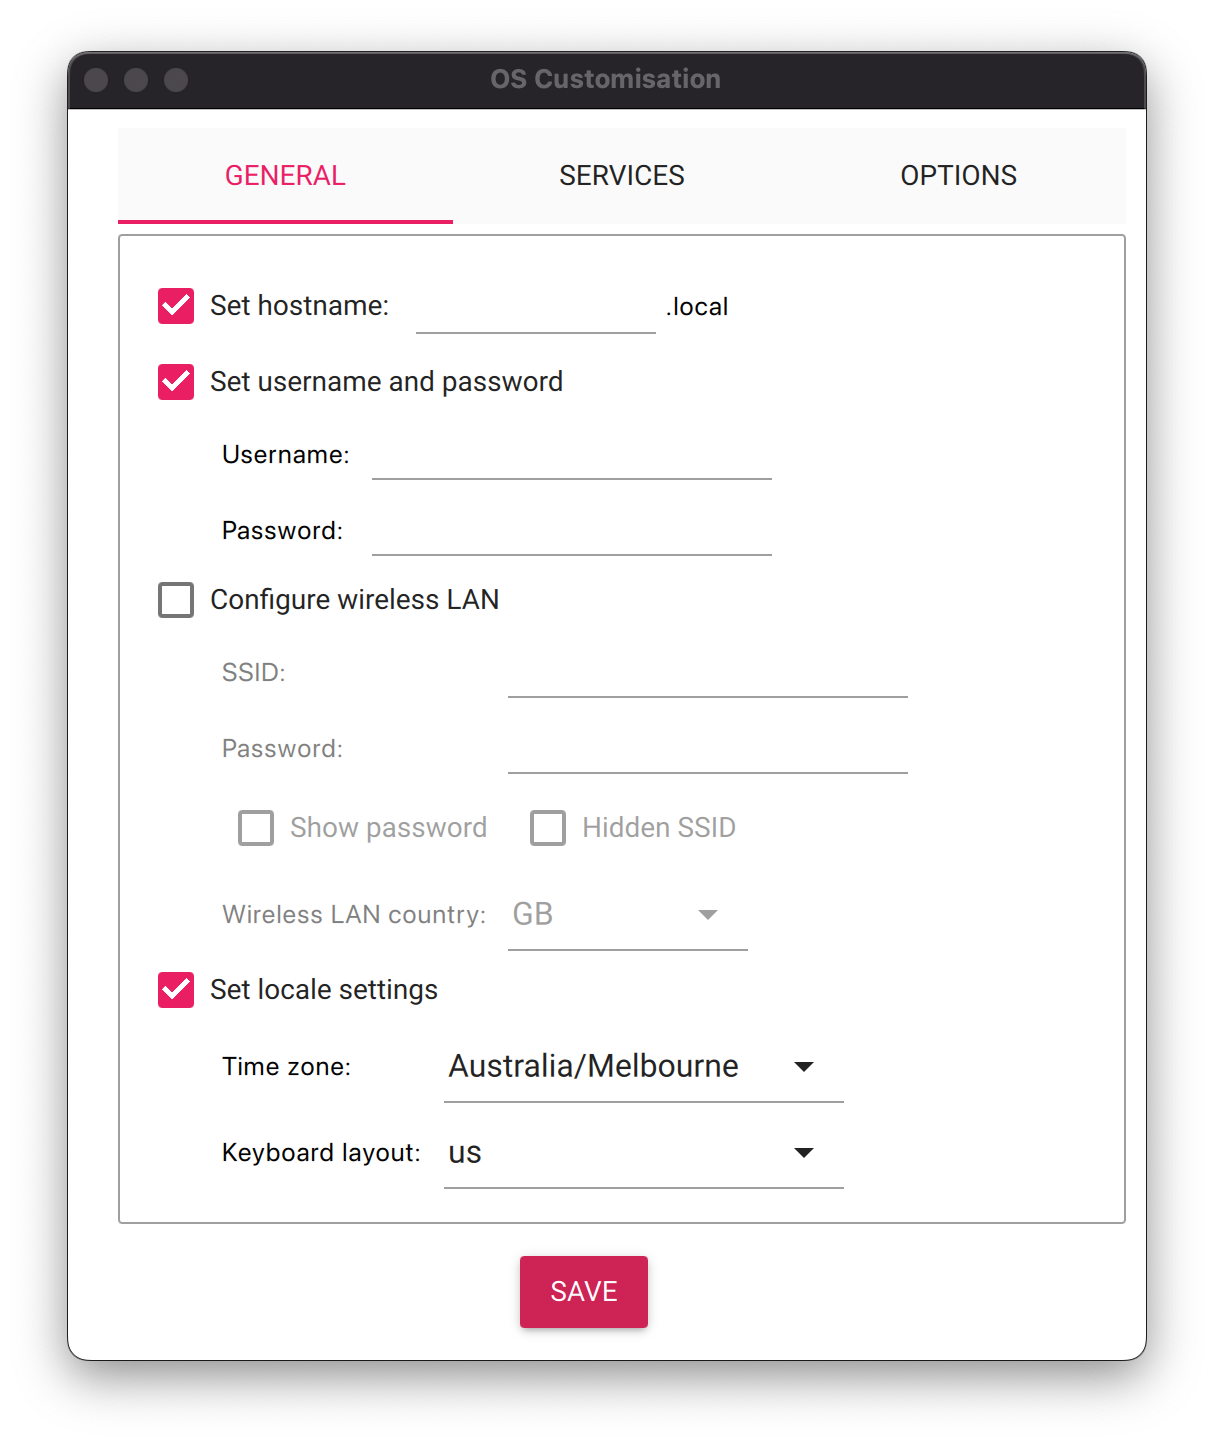 OS Customisation
GENERAL SERVICES OPTIONS
Set hostname: .local
Set username and password
Username:
Password:
Configure wireless LAN
SSID:
Password:
Show password Hidden SSID
Wireless LAN country: GB
Set locale settings
Time zone: Australia/Melbourne
Keyboard layout: us
SAVE